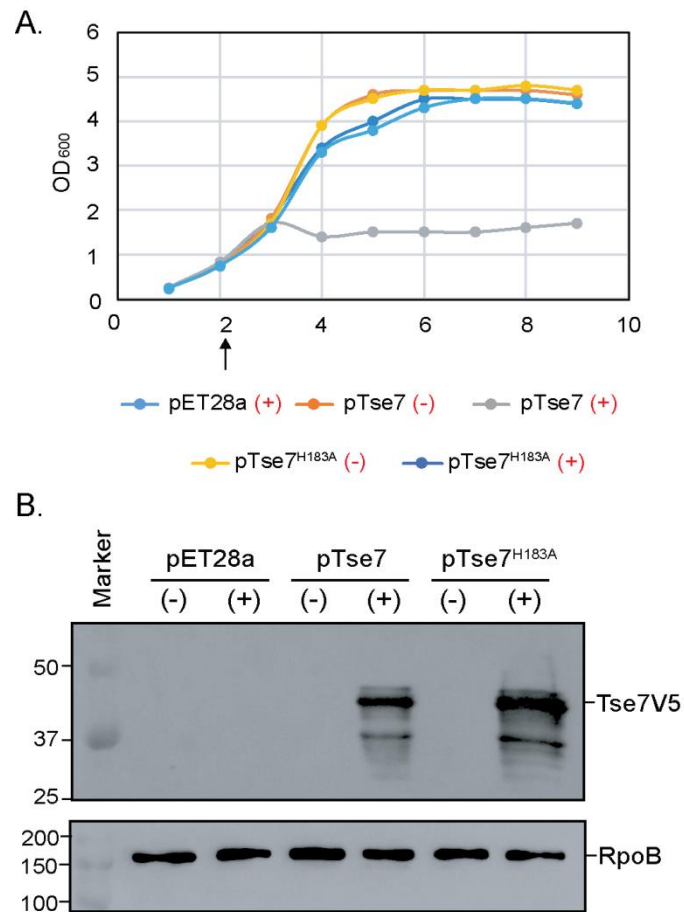 A.
6
5
4
3
2
1
0
OD600
0 2 4 6 8 10
pET28a (+) pTse7 (-) pTse7 (+)
pTse7H183A (-) pTse7H183A (+)
B.
Marker
pET28a pTse7 pTse7H183A
(-) (+) (-) (+) (-) (+)
50
Tse7V5
37
25
200
150 RpoB
100